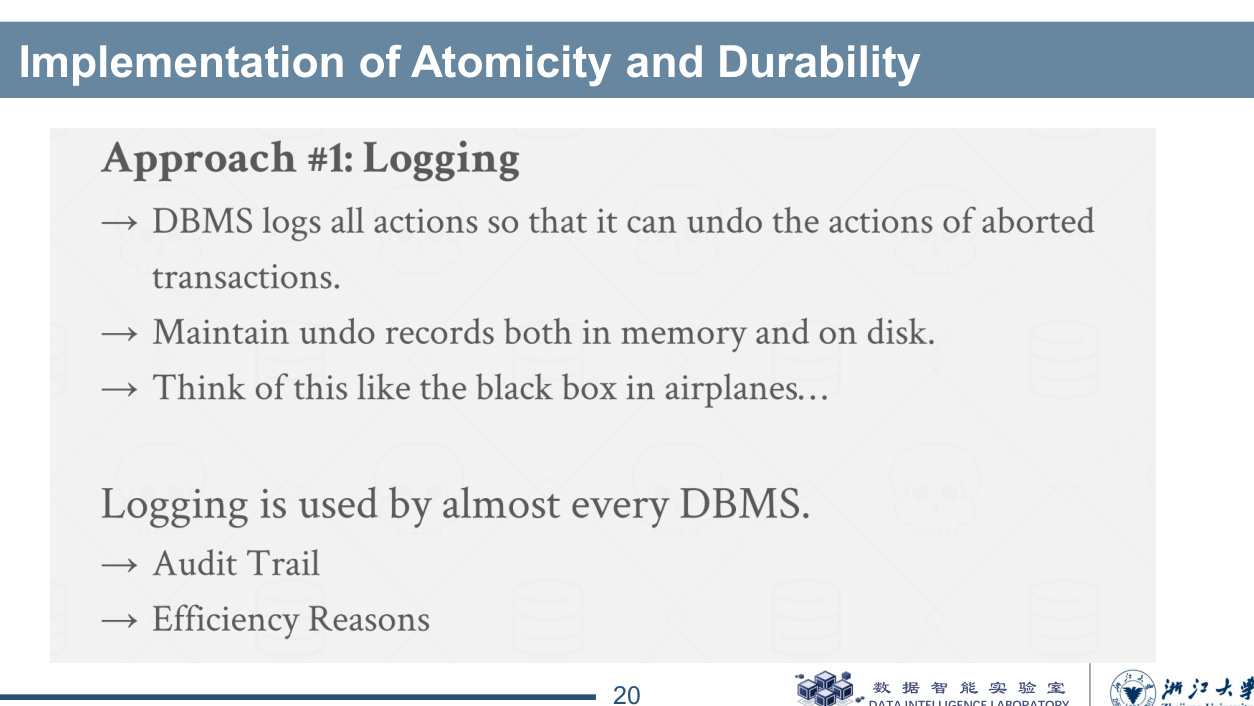 Implementation of Atomicity and Durability
Approach #1: Logging
→ DBMS logs all actions so that it can undo the actions of aborted
transactions.
→ Maintain undo records both in memory and on disk.
→ Think of this like the black box in airplanes…
Logging is used by almost every DBMS.
→ Audit Trail
→ Efficiency Reasons
20
数据智能实验室
DATA INTELLIGENCE LABORATORY
浙江大学